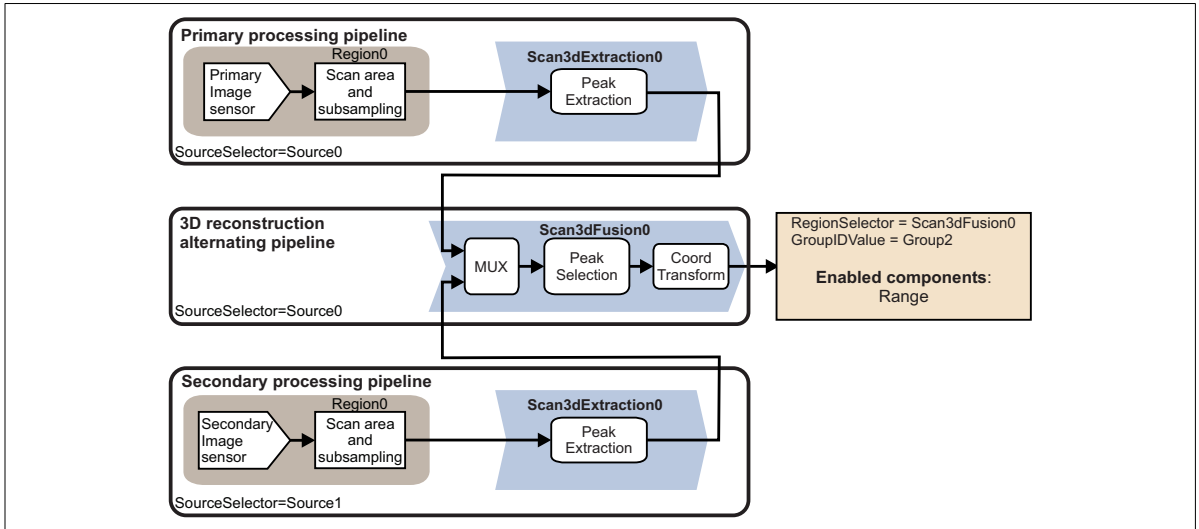 Primary processing pipeline
Region0
Primary
Image
sensor
Scan area
and
subsampling
Scan3dExtraction0
Peak
Extraction
SourceSelector=Source0
3D reconstruction
alternating pipeline
Scan3dFusion0
MUX
Peak
Selection
Coord
Transform
SourceSelector=Source0
RegionSelector = Scan3dFusion0
GroupIDValue = Group2
Enabled components:
Range
Secondary processing pipeline
Region0
Secondary
Image
sensor
Scan area
and
subsampling
Scan3dExtraction0
Peak
Extraction
SourceSelector=Source1